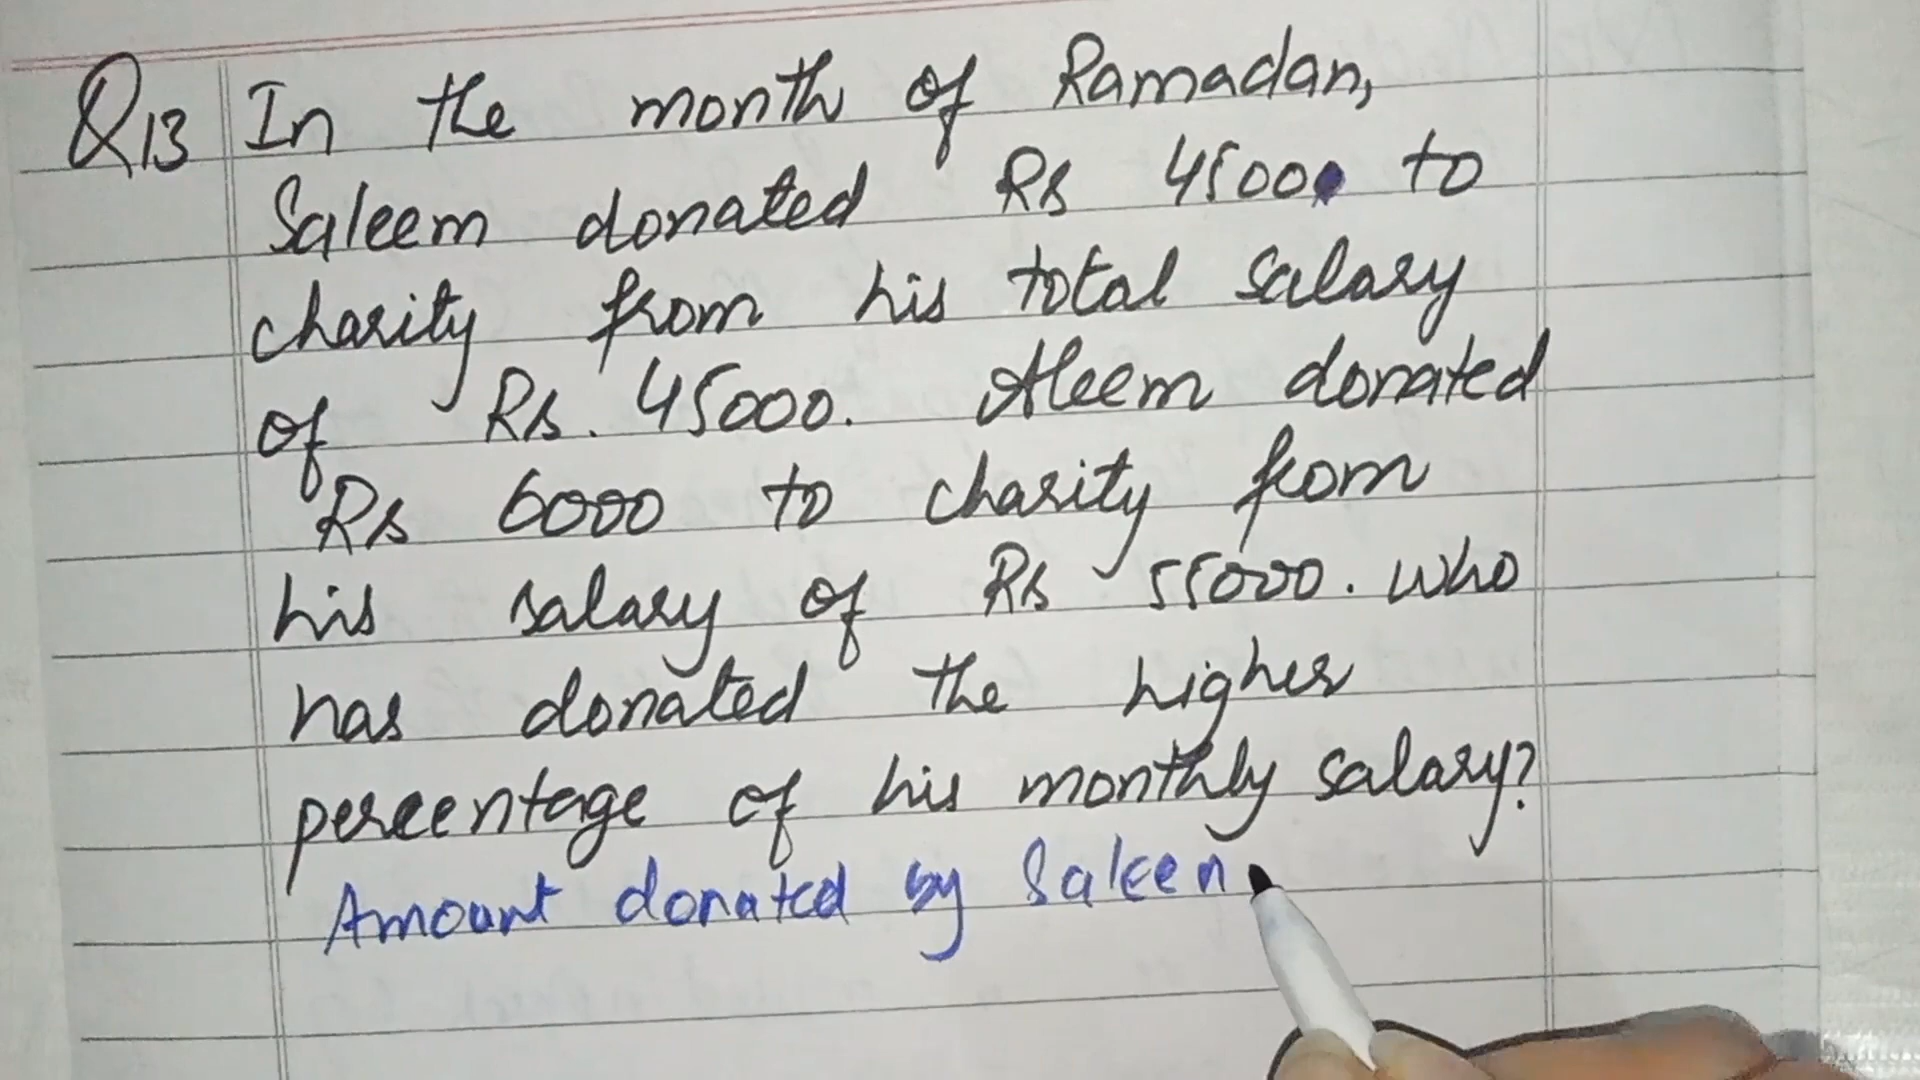 Q13 In the month of Ramadan,
Saleem donated Rs 4500 to
charity from his total salary
of Rs. 45000. Aleem donated
Rs 6000 to charity from
his salary of Rs 55000. who
has donated the higher
percentage of his monthly salary?
Amount donated by Saleen